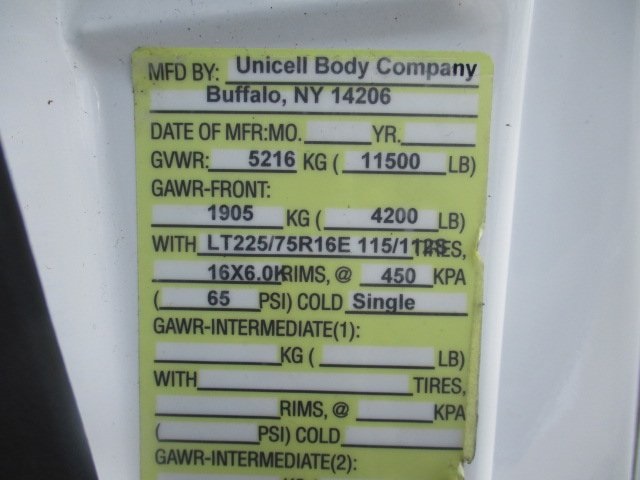 MFD BY: Unicell Body Company
Buffalo, NY 14206
DATE OF MFR:MO. YR.
GVWR: 5216 KG ( 11500 LB)
GAWR-FRONT:
1905 KG ( 4200 LB)
WITH LT225/75R16E 115/112S TIRES,
16X6.0K RIMS, @ 450 KPA
( 65 PSI) COLD Single
GAWR-INTERMEDIATE(1):
KG ( LB)
WITH TIRES,
RIMS, @ KPA
( PSI) COLD
GAWR-INTERMEDIATE(2):